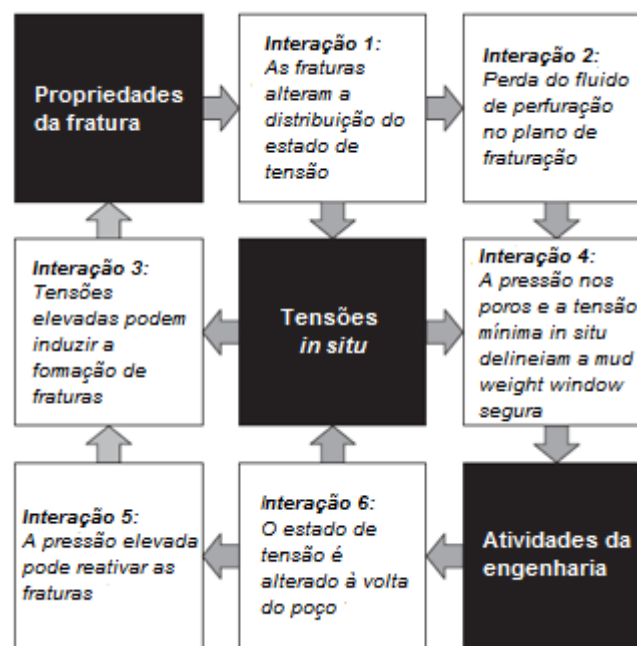 Propriedades
da fratura
Interação 1:
As fraturas
alteram a
distribuição do
estado de
tensão
Interação 2:
Perda do fluido
de perfuração
no plano de
fraturação
Interação 3:
Tensões
elevadas podem
induzir a
formação de
fraturas
Tensões
in situ
Interação 4:
A pressão nos
poros e a tensão
mínima in situ
delineiam a mud
weight window
segura
Interação 5:
A pressão elevada
pode reativar as
fraturas
Interação 6:
O estado de
tensão é
alterado à volta
do poço
Atividades da
engenharia